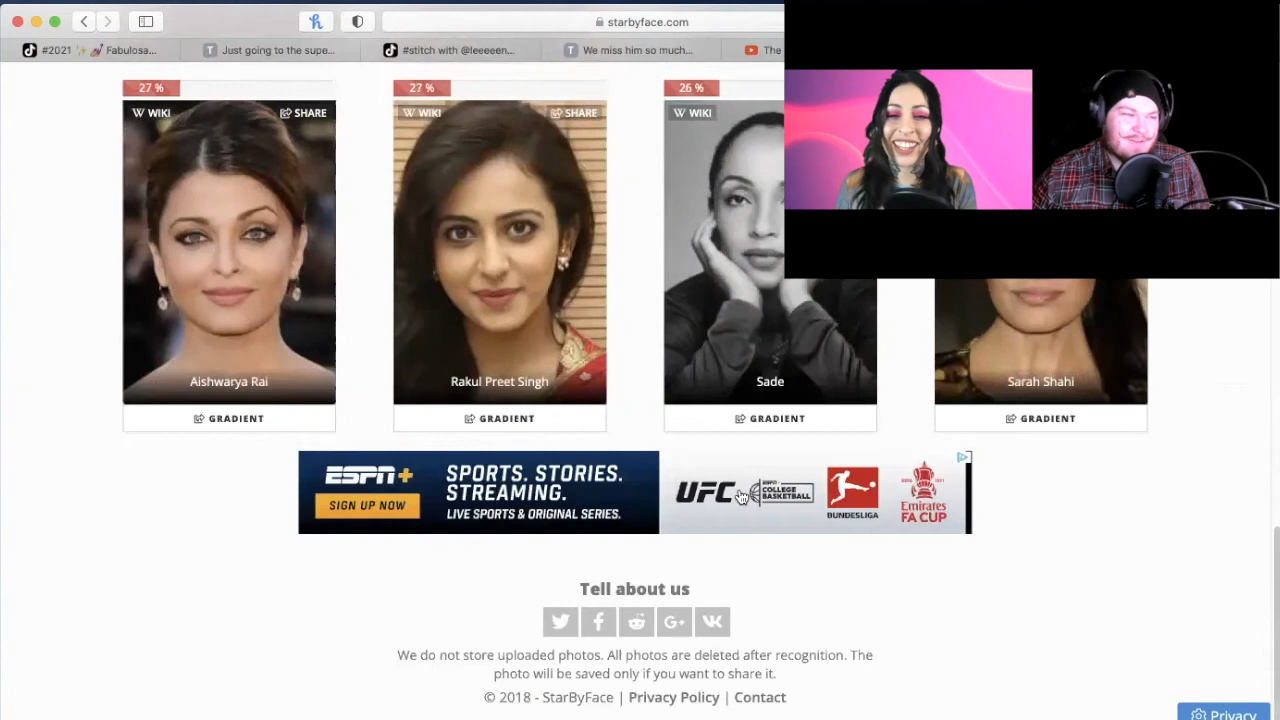 starbyface.com
#2021 ✨💅 Fabulosa...
Just going to the supe...
#stitch with @leeeeen...
We miss him so much...
The
27 %
27 %
26 %
W WIKI
SHARE
W WIKI
SHARE
W WIKI
Aishwarya Rai
Rakul Preet Singh
Sade
Sarah Shahi
GRADIENT
GRADIENT
GRADIENT
GRADIENT
ESPN+
SIGN UP NOW
SPORTS. STORIES.
STREAMING.
LIVE SPORTS & ORIGINAL SERIES.
UFC
ESPN
COLLEGE
BASKETBALL
BUNDESLIGA
Emirates
FA CUP
Tell about us
We do not store uploaded photos. All photos are deleted after recognition. The
photo will be saved only if you want to share it.
© 2018 - StarByFace | Privacy Policy | Contact
Privacy